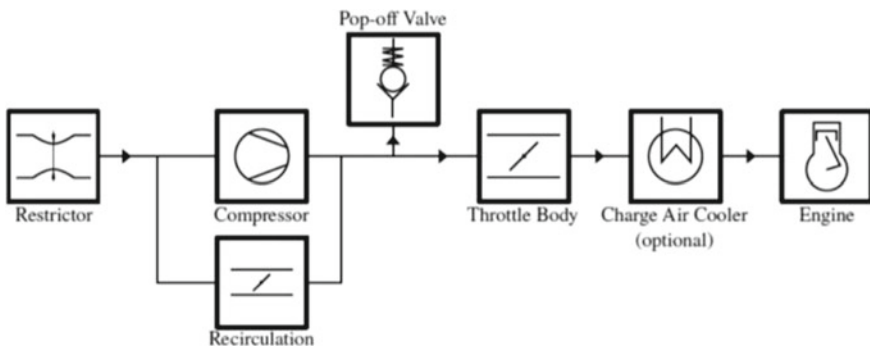 Pop-off Valve
Restrictor
Compressor
Throttle Body
Charge Air Cooler
(optional)
Engine
Recirculation